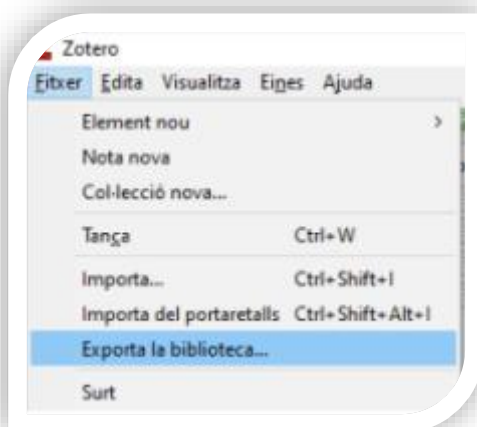 Zotero
Fitxer Edita Visualitza Eines Ajuda
Element nou >
Nota nova
Col·lecció nova...
Tanca Ctrl+W
Importa... Ctrl+Shift+I
Importa del portaretalls Ctrl+Shift+Alt+I
Exporta la biblioteca...
Surt